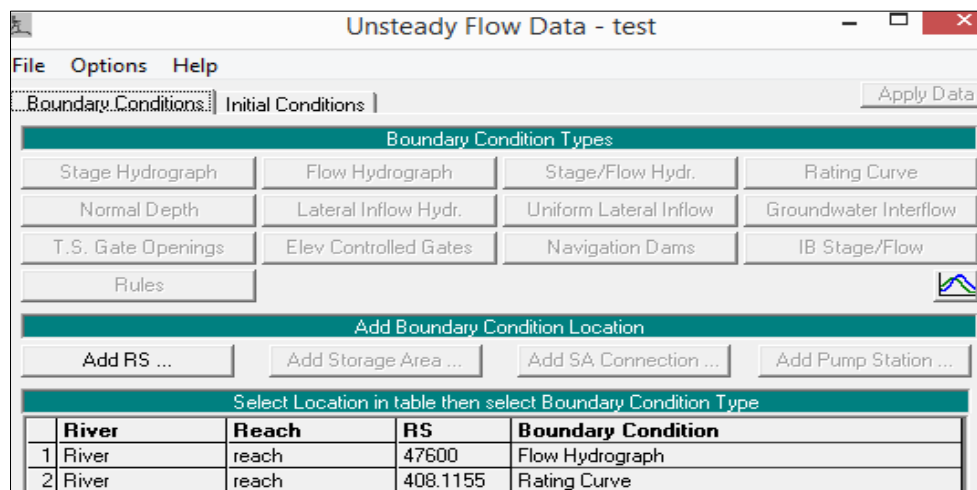 Unsteady Flow Data - test
File Options Help
Boundary Conditions Initial Conditions Apply Data
Boundary Condition Types
Stage Hydrograph Flow Hydrograph Stage/Flow Hydr. Rating Curve
Normal Depth Lateral Inflow Hydr. Uniform Lateral Inflow Groundwater Interflow
T.S. Gate Openings Elev Controlled Gates Navigation Dams IB Stage/Flow
Rules
Add Boundary Condition Location
Add RS ... Add Storage Area ... Add SA Connection ... Add Pump Station ...
Select Location in table then select Boundary Condition Type
River Reach RS Boundary Condition
1 River reach 47600 Flow Hydrograph
2 River reach 408.1155 Rating Curve